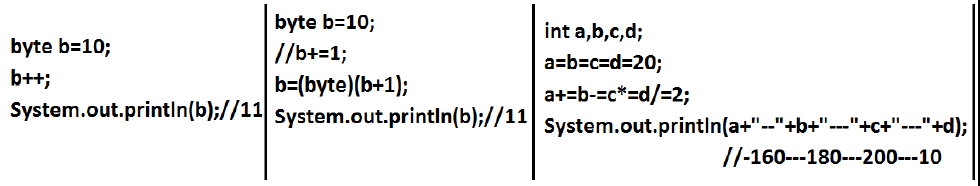 byte b=10;
b++;
System.out.println(b);//11
byte b=10;
//b+=1;
b=(byte)(b+1);
System.out.println(b);//11
int a,b,c,d;
a=b=c=d=20;
a+=b-=c*=d/=2;
System.out.println(a+"--"+b+"---"+c+"---"+d);
//-160---180---200---10